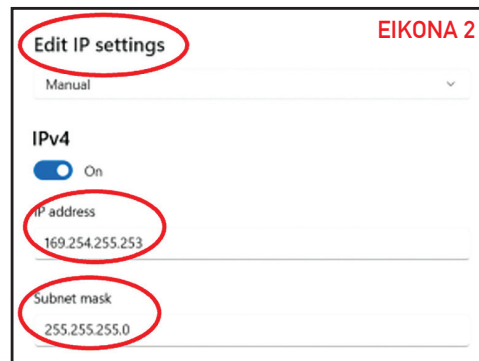 EIKONA 2
Edit IP settings
Manual
IPv4
On
IP address
169.254.255.253
Subnet mask
255.255.255.0